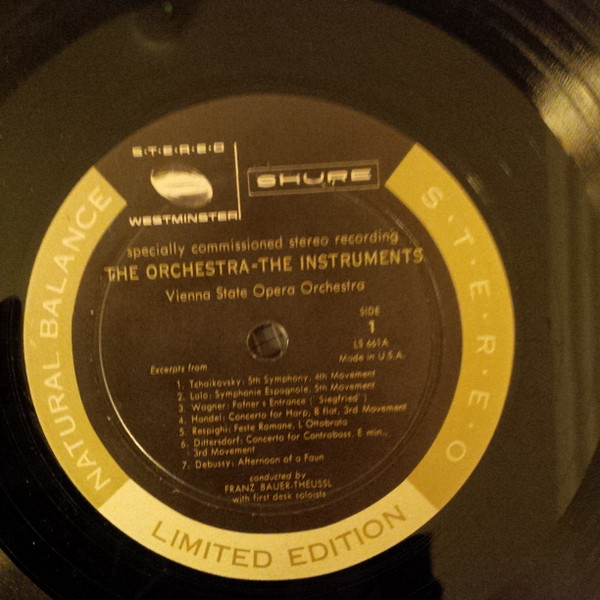 S·T·E·R·E·O
WESTMINSTER
SHURE
NATURAL BALANCE
S·T·E·R·E·O
specially commissioned stereo recording
THE ORCHESTRA-THE INSTRUMENTS
Vienna State Opera Orchestra
SIDE
1
LS 661A
Made in U.S.A.
Excerpts from
1. Tchaikovsky: 5th Symphony, 4th Movement
2. Lalo: Symphonie Espagnole, 5th Movement
3. Wagner: Fafner's Entrance ("Siegfried")
4. Handel: Concerto for Harp, B flat, 3rd Movement
5. Respighi: Feste Romane, L'Ottobrata
6. Dittersdorf: Concerto for Contrabass, E min.,
3rd Movement
7. Debussy: Afternoon of a Faun
conducted by
FRANZ BAUER-THEUSSL
with first desk soloists
LIMITED EDITION